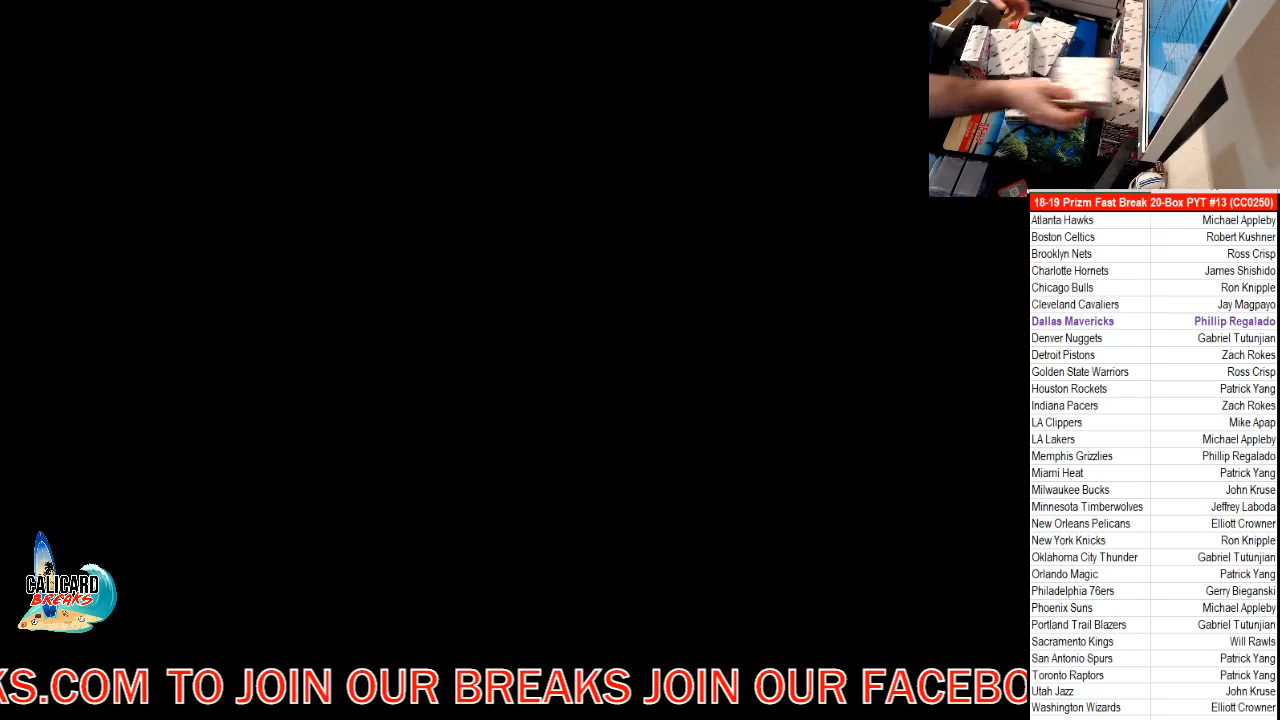 18-19 Prizm Fast Break 20-Box PYT #13 (CC0250)
Atlanta Hawks Michael Appleby
Boston Celtics Robert Kushner
Brooklyn Nets Ross Crisp
Charlotte Hornets James Shishido
Chicago Bulls Ron Knipple
Cleveland Cavaliers Jay Magpayo
Dallas Mavericks Phillip Regalado
Denver Nuggets Gabriel Tutunjian
Detroit Pistons Zach Rokes
Golden State Warriors Ross Crisp
Houston Rockets Patrick Yang
Indiana Pacers Zach Rokes
LA Clippers Mike Apap
LA Lakers Michael Appleby
Memphis Grizzlies Phillip Regalado
Miami Heat Patrick Yang
Milwaukee Bucks John Kruse
Minnesota Timberwolves Jeffrey Laboda
New Orleans Pelicans Elliott Crowner
New York Knicks Ron Knipple
Oklahoma City Thunder Gabriel Tutunjian
Orlando Magic Patrick Yang
Philadelphia 76ers Gerry Bieganski
Phoenix Suns Michael Appleby
Portland Trail Blazers Gabriel Tutunjian
Sacramento Kings Will Rawls
San Antonio Spurs Patrick Yang
Toronto Raptors Patrick Yang
Utah Jazz John Kruse
Washington Wizards Elliott Crowner
CALICARD
BREAKS
KS.COM TO JOIN OUR BREAKS JOIN OUR FACEBO